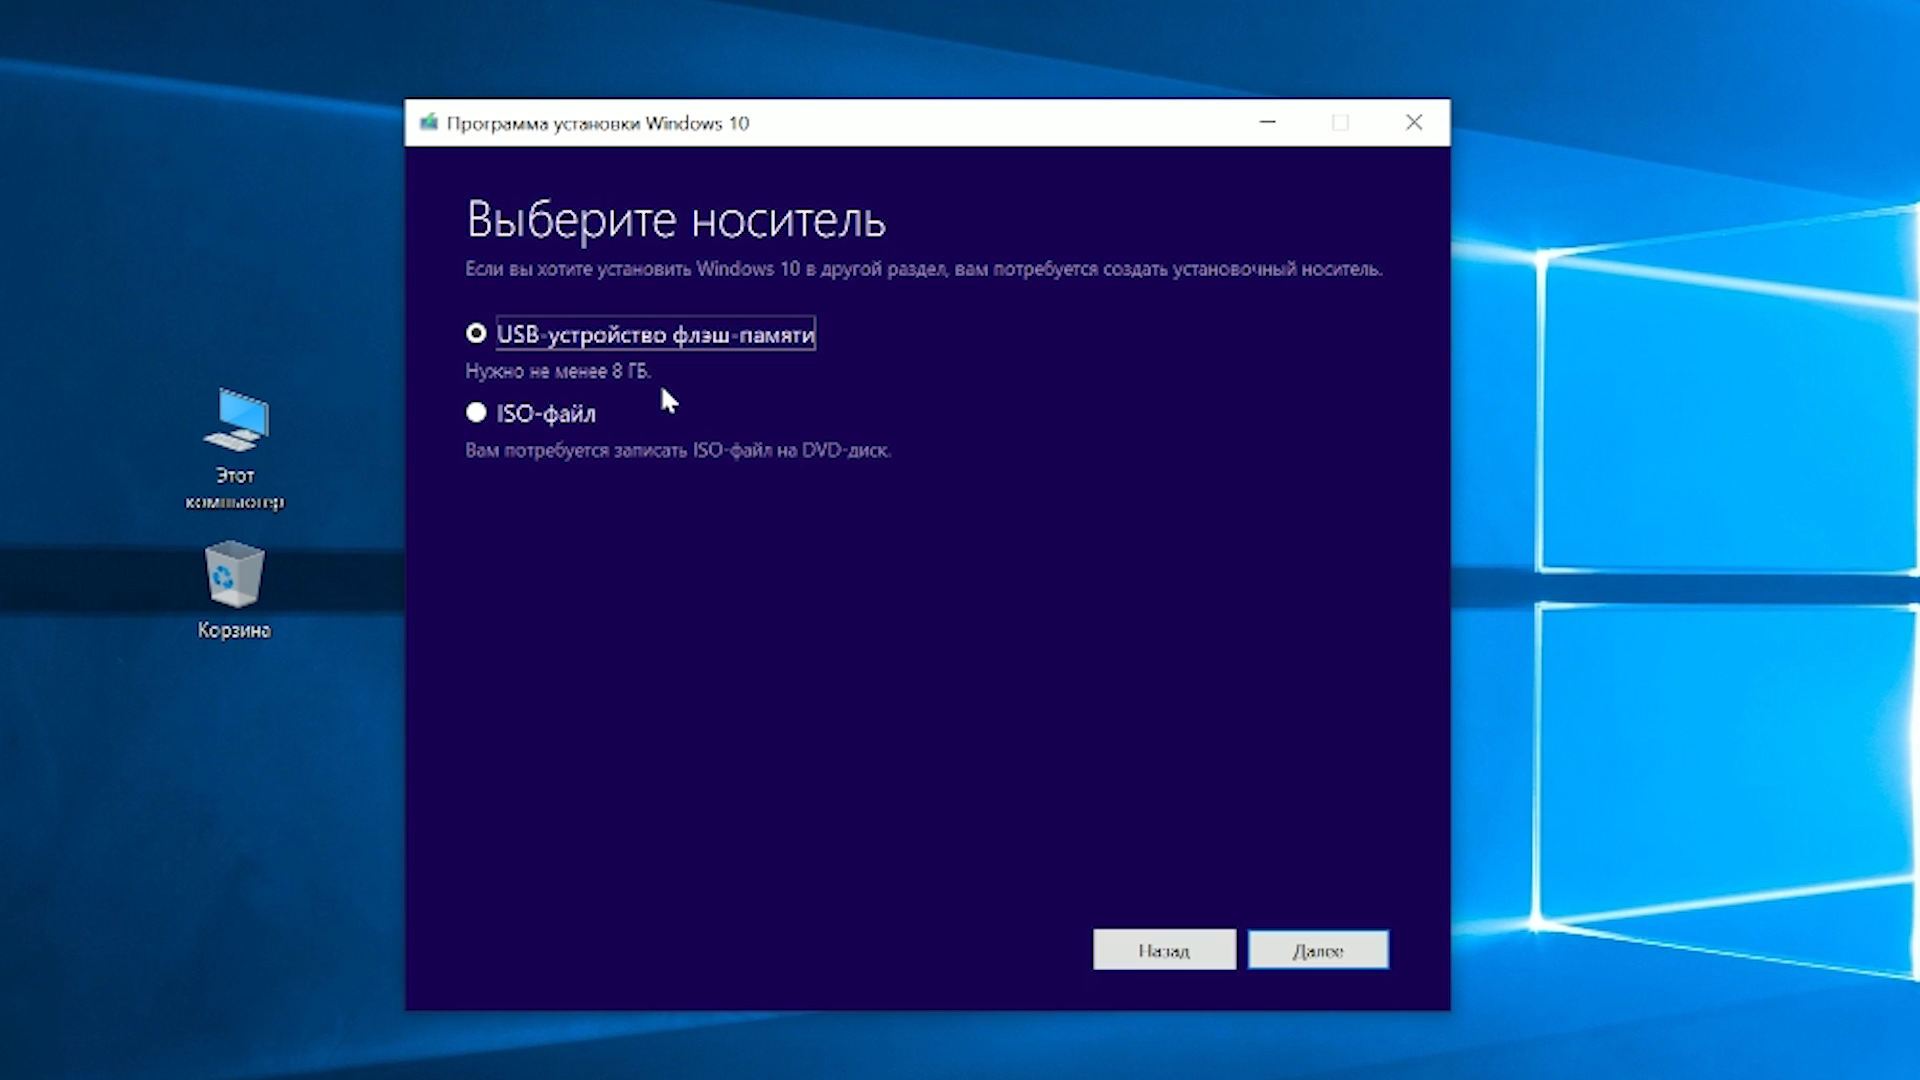 Программа установки Windows 10
Выберите носитель
Если вы хотите установить Windows 10 в другой раздел, вам потребуется создать установочный носитель.
USB-устройство флэш-памяти
Нужно не менее 8 ГБ.
ISO-файл
Вам потребуется записать ISO-файл на DVD-диск.
Этот
компьютер
Корзина
Назад
Далее